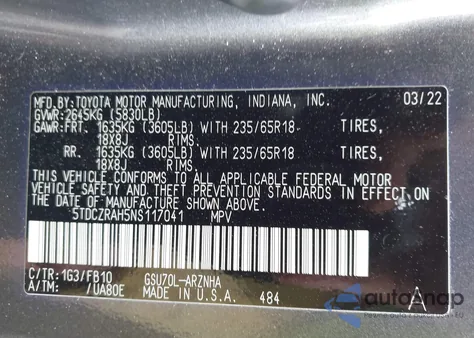 MFD.BY:TOYOTA MOTOR MANUFACTURING, INDIANA, INC. 03/22
GVWR:2645KG (5830LB)
GAWR:FRT. 1635KG (3605LB) WITH 235/65R18 TIRES,
18X8J RIMS.
RR. 1635KG (3605LB) WITH 235/65R18 TIRES,
18X8J RIMS.
THIS VEHICLE CONFORMS TO ALL APPLICABLE FEDERAL MOTOR
VEHICLE SAFETY AND THEFT PREVENTION STANDARDS IN EFFECT
ON THE DATE OF MANUFACTURE SHOWN ABOVE.
5TDCZRAH5NS117041 MPV
C/TR:1G3/FB10 GSU70L-ARZNHA
A/TM: /UA80E MADE IN U.S.A. 484 A
autosnap